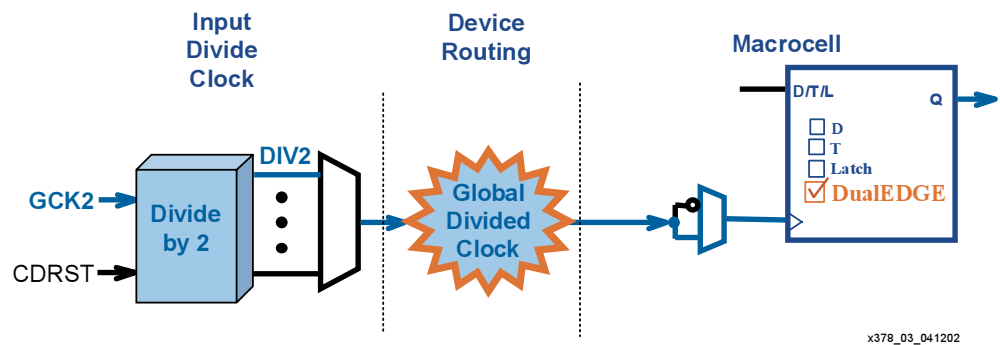 Input
Divide
Clock
Device
Routing
Macrocell
D/T/L
Q
D
T
Latch
DualEDGE
DIV2
GCK2
Divide
by 2
CDRST
Global
Divided
Clock
x378_03_041202